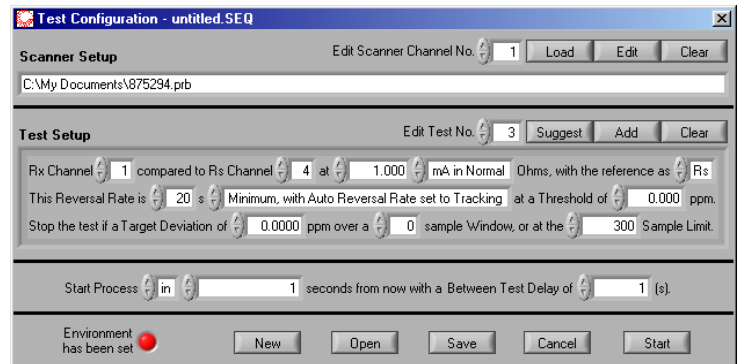 Test Configuration - untitled.SEQ
Scanner Setup Edit Scanner Channel No. 1 Load Edit Clear
C:\My Documents\875294.prb
Test Setup Edit Test No. 3 Suggest Add Clear
Rx Channel 1 compared to Rs Channel 4 at 1.000 mA in Normal Ohms, with the reference as Rs
This Reversal Rate is 20 s Minimum, with Auto Reversal Rate set to Tracking at a Threshold of 0.000 ppm.
Stop the test if a Target Deviation of 0.0000 ppm over a 0 sample Window, or at the 300 Sample Limit.
Start Process in 1 seconds from now with a Between Test Delay of 1 (s).
Environment
has been set New Open Save Cancel Start